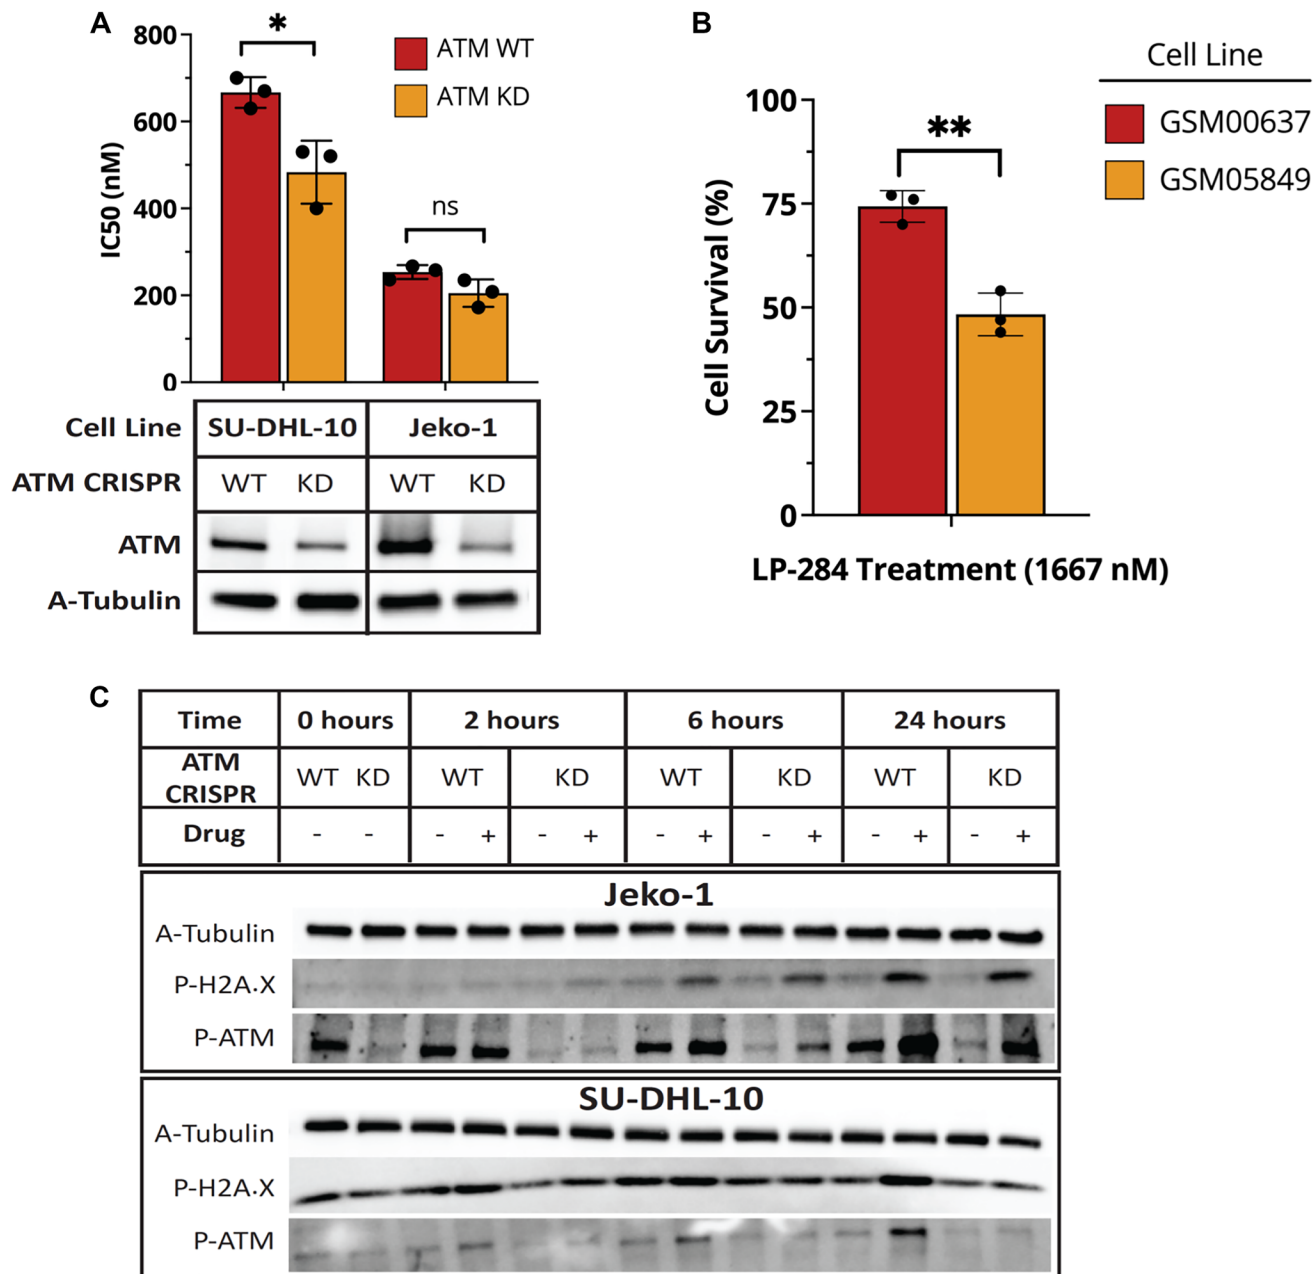 A
*
800
600
400
200
0
IC50 (nM)
ATM WT
ATM KD
ns
Cell Line SU-DHL-10 Jeko-1
ATM CRISPR WT KD WT KD
ATM
A-Tubulin
B
**
100
75
50
25
0
Cell Survival (%)
LP-284 Treatment (1667 nM)
Cell Line
GSM00637
GSM05849
C
Time 0 hours 2 hours 6 hours 24 hours
ATM CRISPR WT KD WT KD WT KD WT KD
Drug - - - + - + - + - + - + - +
Jeko-1
A-Tubulin
P-H2A.X
P-ATM
SU-DHL-10
A-Tubulin
P-H2A.X
P-ATM